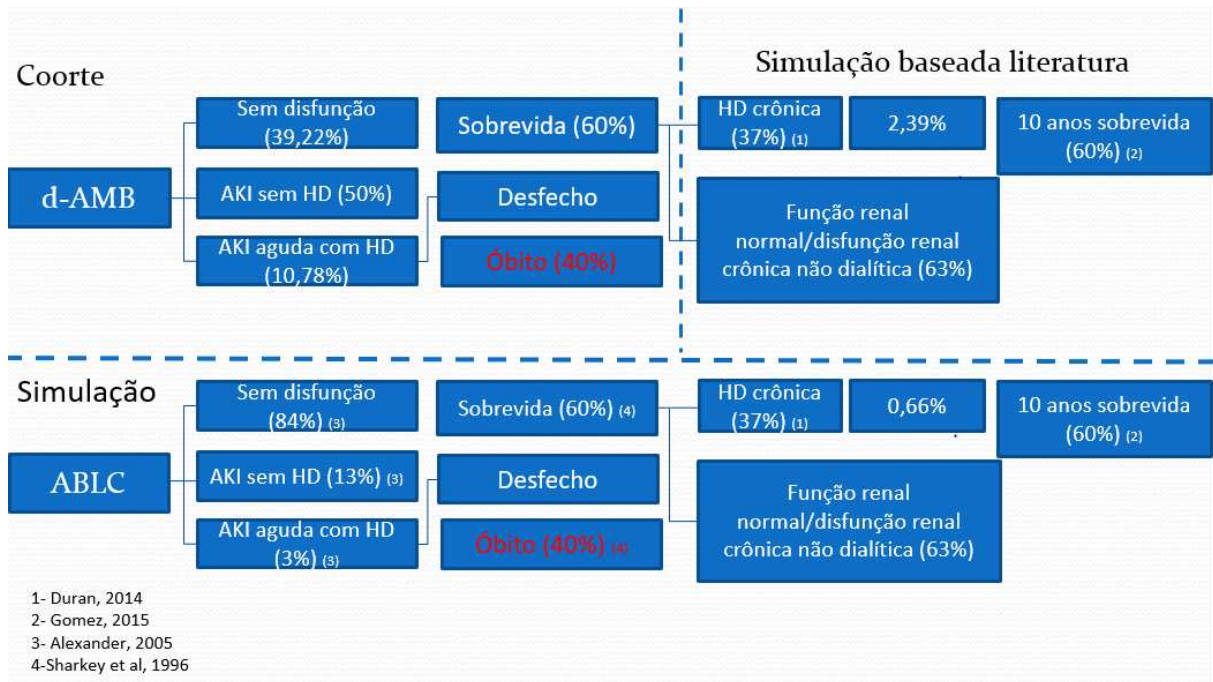 Coorte
Simulação baseada literatura
d-AMB
Sem disfunção
(39,22%)
AKI sem HD (50%)
AKI aguda com HD
(10,78%)
Sobrevida (60%)
Desfecho
Óbito (40%)
HD crônica
(37%) (1)
2,39%
10 anos sobrevida
(60%) (2)
Função renal
normal/disfunção renal
crônica não dialítica (63%)
Simulação
ABLC
Sem disfunção
(84%) (3)
AKI sem HD (13%) (3)
AKI aguda com HD
(3%) (3)
Sobrevida (60%) (4)
Desfecho
Óbito (40%) (4)
HD crônica
(37%) (1)
0,66%
10 anos sobrevida
(60%) (2)
Função renal
normal/disfunção renal
crônica não dialítica (63%)
1- Duran, 2014
2- Gomez, 2015
3- Alexander, 2005
4-Sharkey et al, 1996